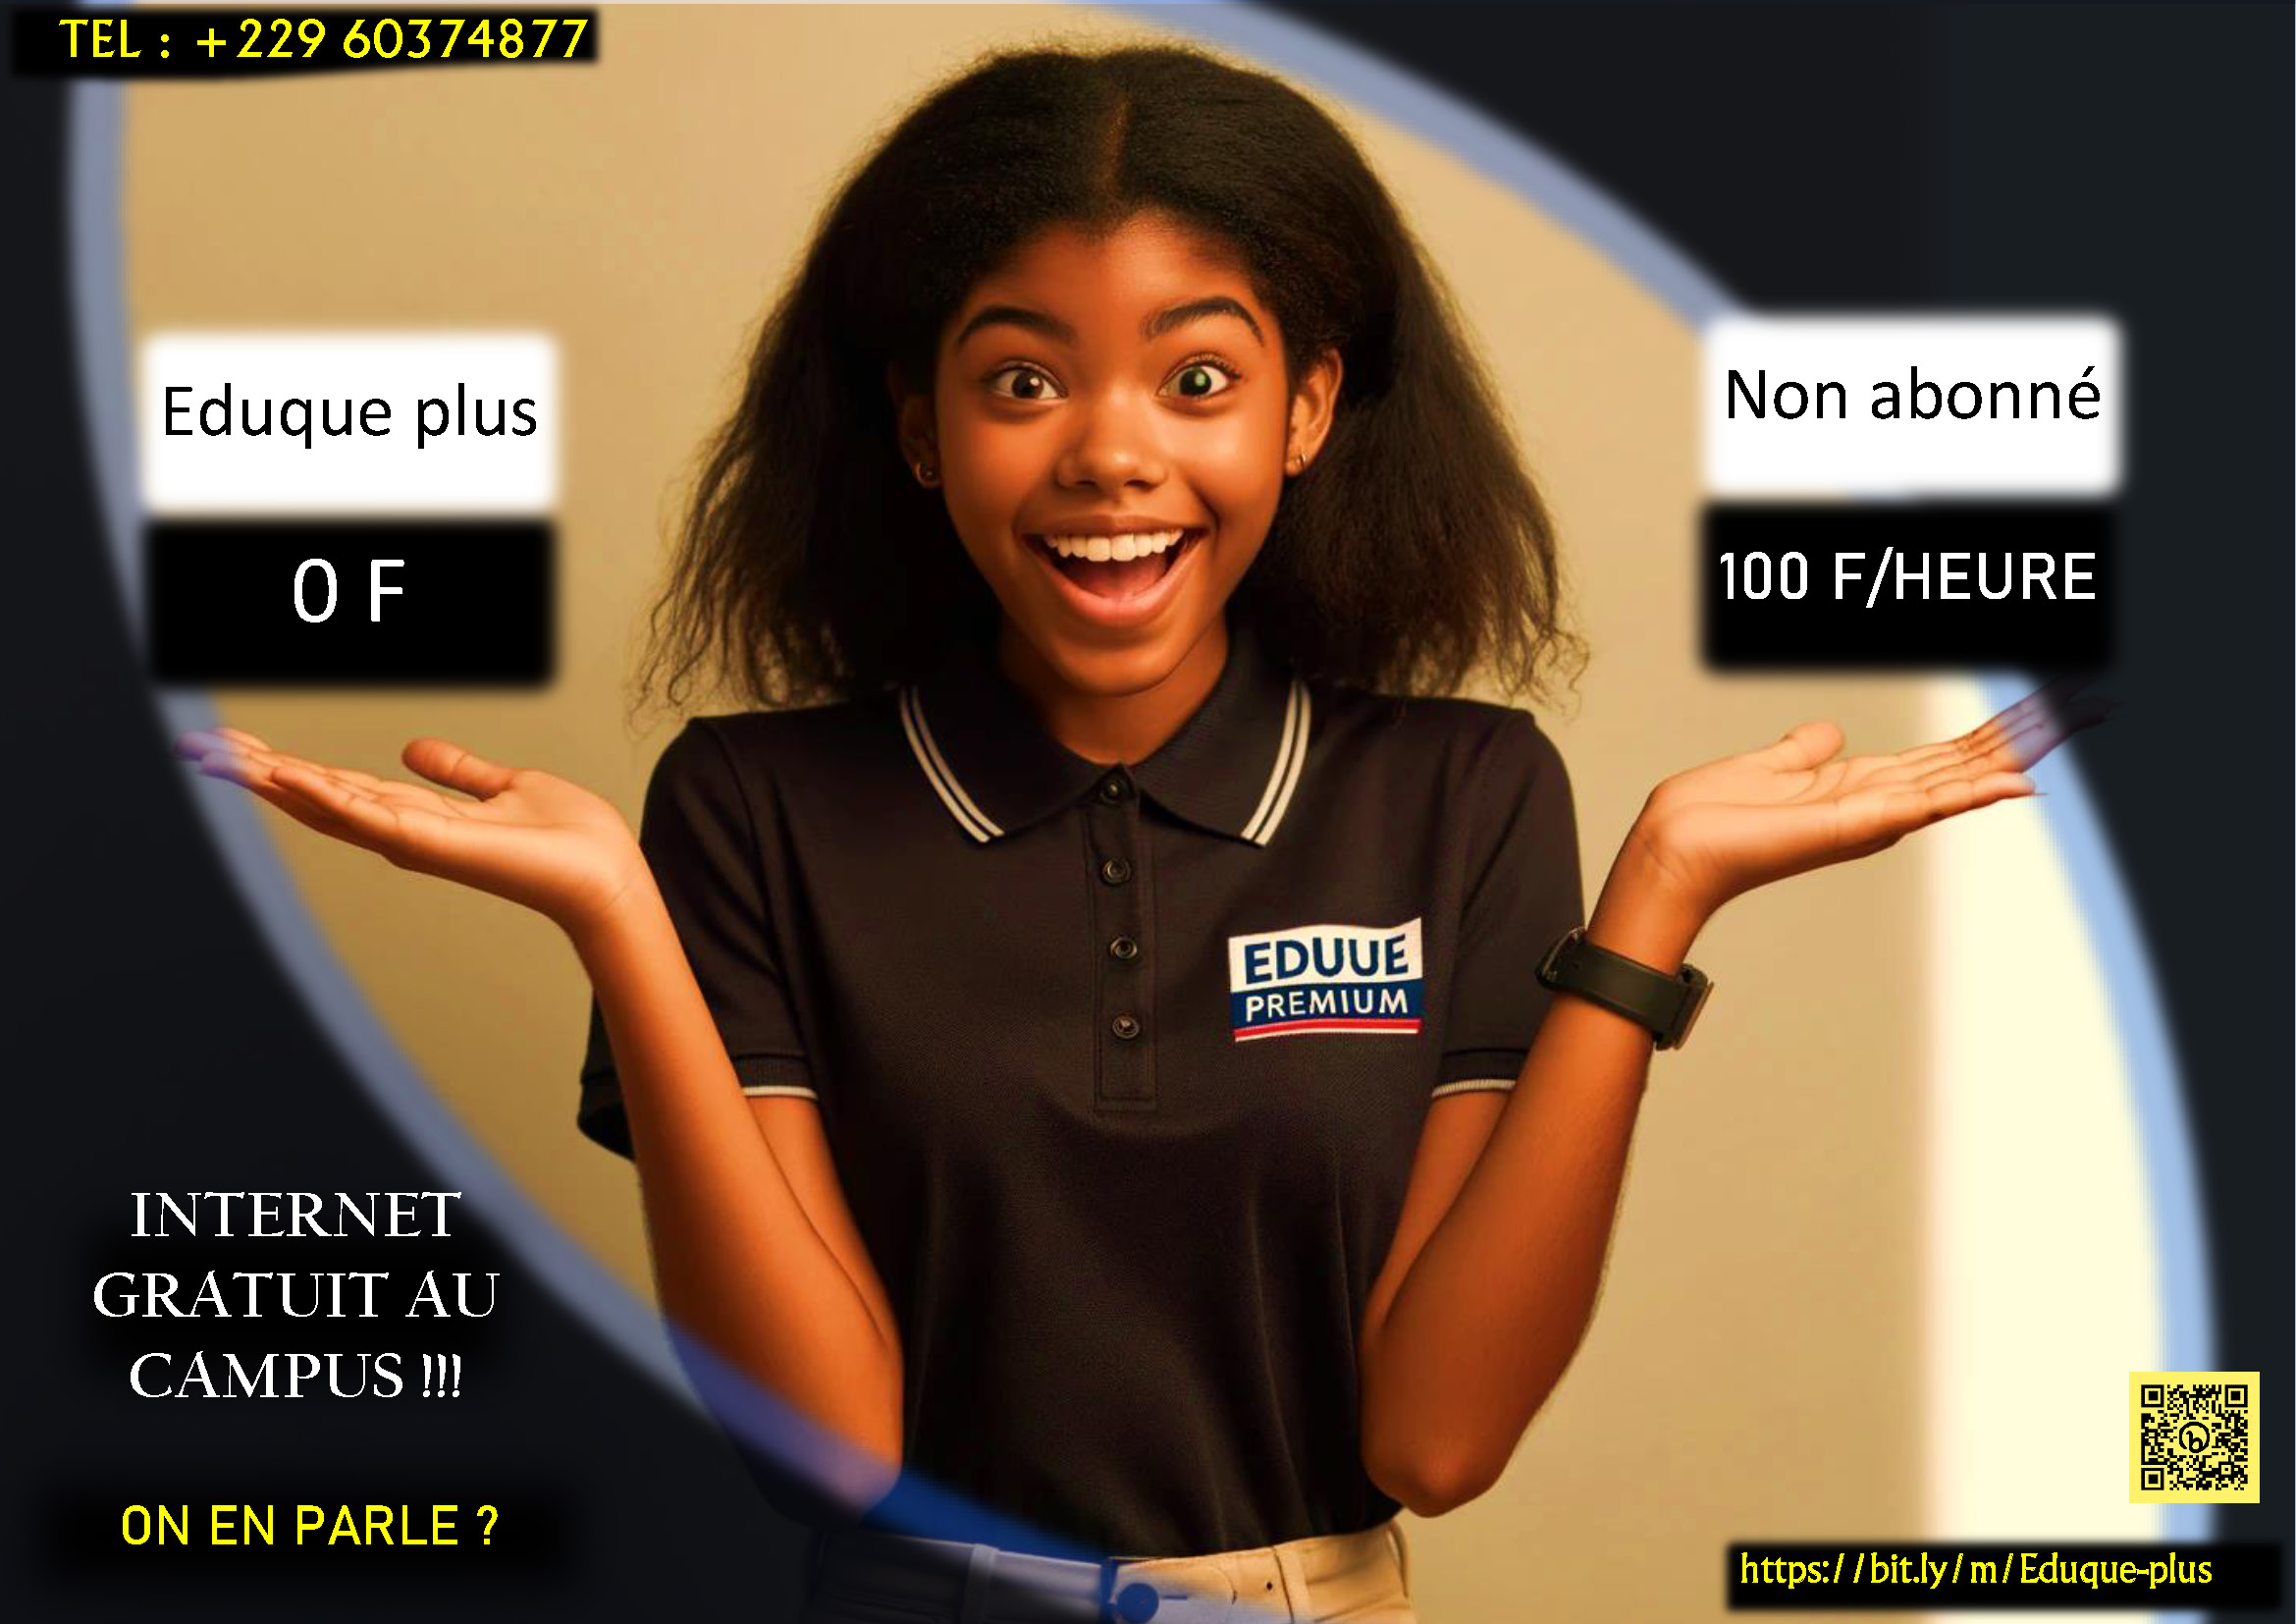 TEL : +229 60374877
Eduque plus
0 F
Non abonné
100 F/HEURE
EDUUE
PREMIUM
INTERNET
GRATUIT AU
CAMPUS !!!
ON EN PARLE ?
https://bit.ly/m/Eduque-plus